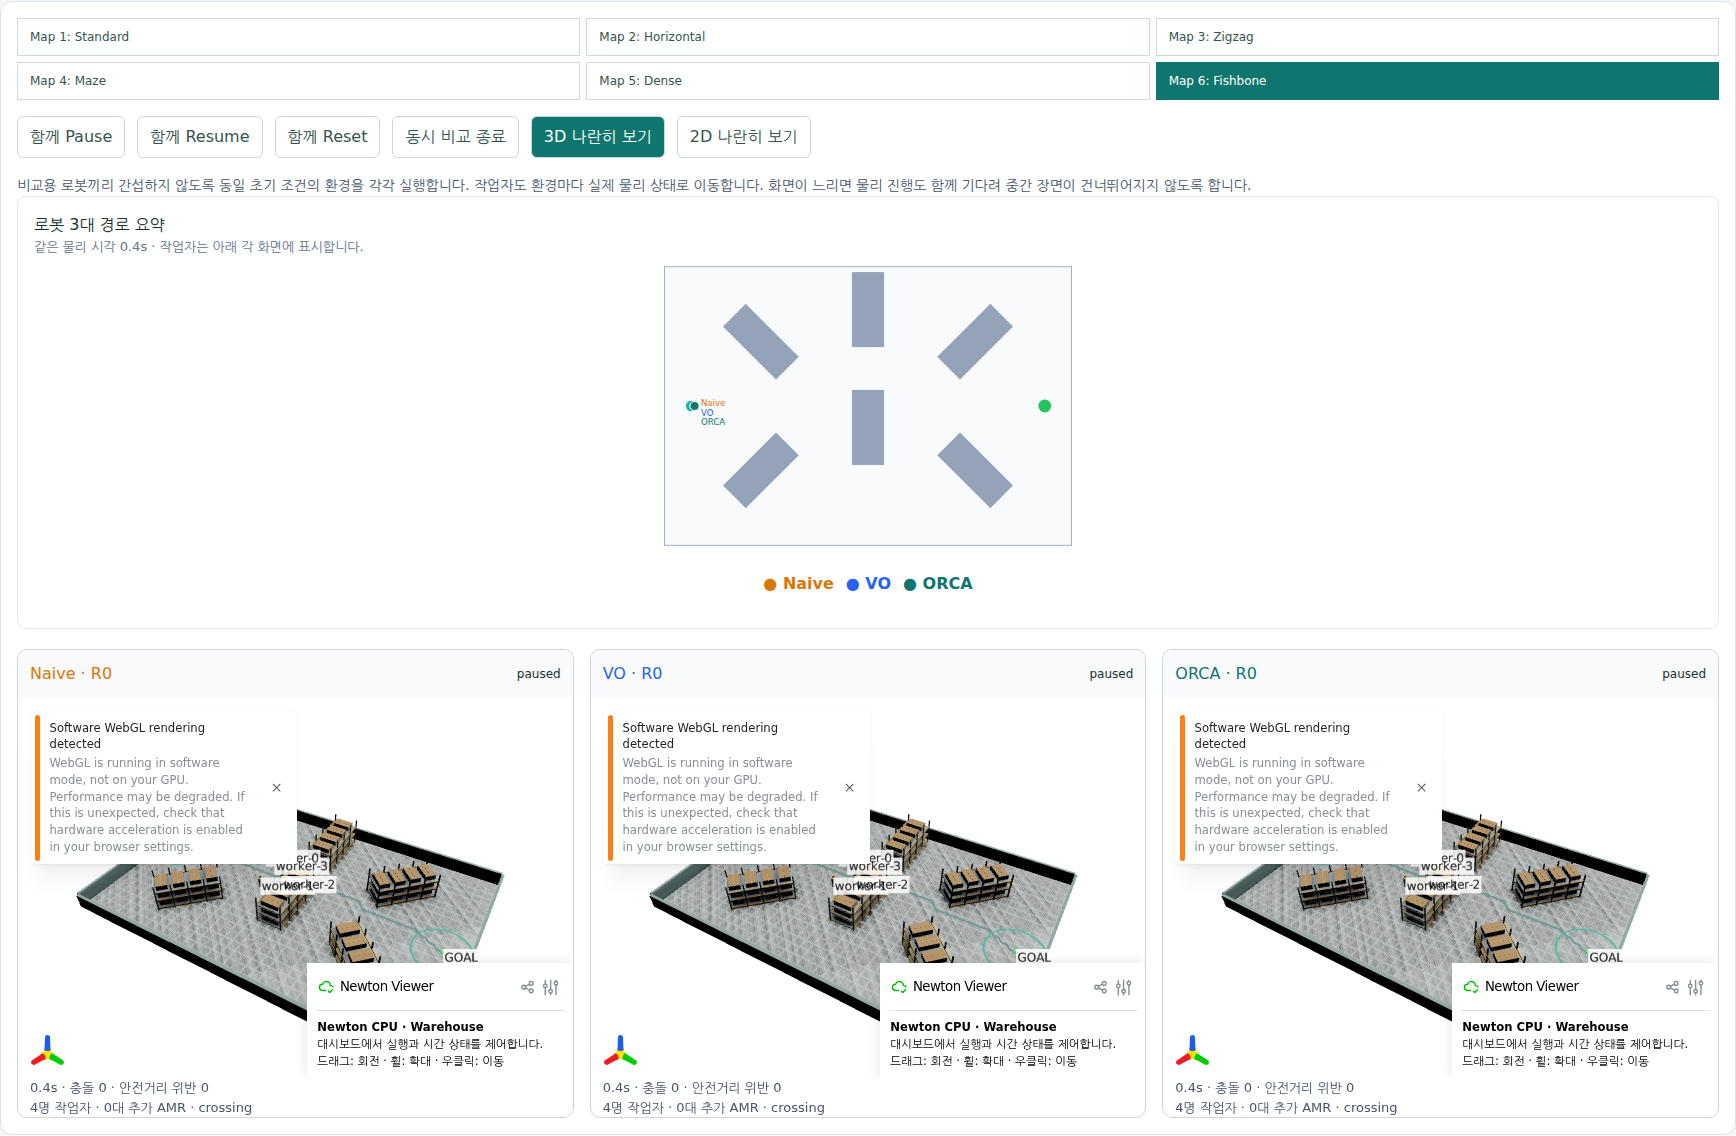 Map 1: Standard
Map 2: Horizontal
Map 3: Zigzag
Map 4: Maze
Map 5: Dense
Map 6: Fishbone
함께 Pause
함께 Resume
함께 Reset
동시 비교 종료
3D 나란히 보기
2D 나란히 보기
비교용 로봇끼리 간섭하지 않도록 동일 초기 조건의 환경을 각각 실행합니다. 작업자도 환경마다 실제 물리 상태로 이동합니다. 화면이 느리면 물리 진행도 함께 기다려 중간 장면이 건너뛰어지지 않도록 합니다.
로봇 3대 경로 요약
같은 물리 시각 0.4s · 작업자는 아래 각 화면에 표시합니다.
Naive
VO
ORCA
Naive
VO
ORCA
Naive · R0
paused
Software WebGL rendering
detected
WebGL is running in software
mode, not on your GPU.
Performance may be degraded. If
this is unexpected, check that
hardware acceleration is enabled
in your browser settings.
er-0
worker-3
worker-2
GOAL
Newton Viewer
Newton CPU · Warehouse
대시보드에서 실행과 시간 상태를 제어합니다.
드래그: 회전 · 휠: 확대 · 우클릭: 이동
0.4s · 충돌 0 · 안전거리 위반 0
4명 작업자 · 0대 추가 AMR · crossing
VO · R0
paused
Software WebGL rendering
detected
WebGL is running in software
mode, not on your GPU.
Performance may be degraded. If
this is unexpected, check that
hardware acceleration is enabled
in your browser settings.
er-0
worker-3
worker-2
GOAL
Newton Viewer
Newton CPU · Warehouse
대시보드에서 실행과 시간 상태를 제어합니다.
드래그: 회전 · 휠: 확대 · 우클릭: 이동
0.4s · 충돌 0 · 안전거리 위반 0
4명 작업자 · 0대 추가 AMR · crossing
ORCA · R0
paused
Software WebGL rendering
detected
WebGL is running in software
mode, not on your GPU.
Performance may be degraded. If
this is unexpected, check that
hardware acceleration is enabled
in your browser settings.
er-0
worker-3
worker-2
GOAL
Newton Viewer
Newton CPU · Warehouse
대시보드에서 실행과 시간 상태를 제어합니다.
드래그: 회전 · 휠: 확대 · 우클릭: 이동
0.4s · 충돌 0 · 안전거리 위반 0
4명 작업자 · 0대 추가 AMR · crossing